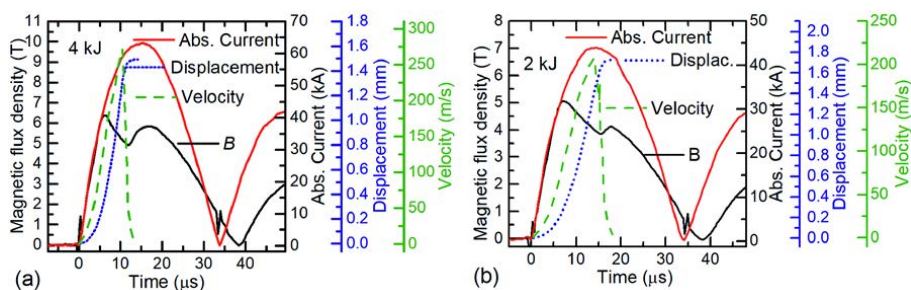 Magnetic flux density (T)
10
9
8
7
6
5
4
3
2
1
0
4 kJ
Abs. Current
Displacement
Velocity
B
0 10 20 30 40
Time (μs)
(a)
70
60
50
40
30
20
10
0
Abs. Current (kA)
1.8
1.6
1.4
1.2
1.0
0.8
0.6
0.4
0.2
0.0
Displacement (mm)
300
250
200
150
100
50
0
Velocity (m/s)
Magnetic flux density (T)
8
7
6
5
4
3
2
1
0
2 kJ
Abs. Current
Displac.
Velocity
B
0 10 20 30 40
Time (μs)
(b)
50
40
30
20
10
0
Abs. Current (kA)
2.0
1.8
1.6
1.4
1.2
1.0
0.8
0.6
0.4
0.2
0.0
Displacement (mm)
250
200
150
100
50
0
Velocity (m/s)